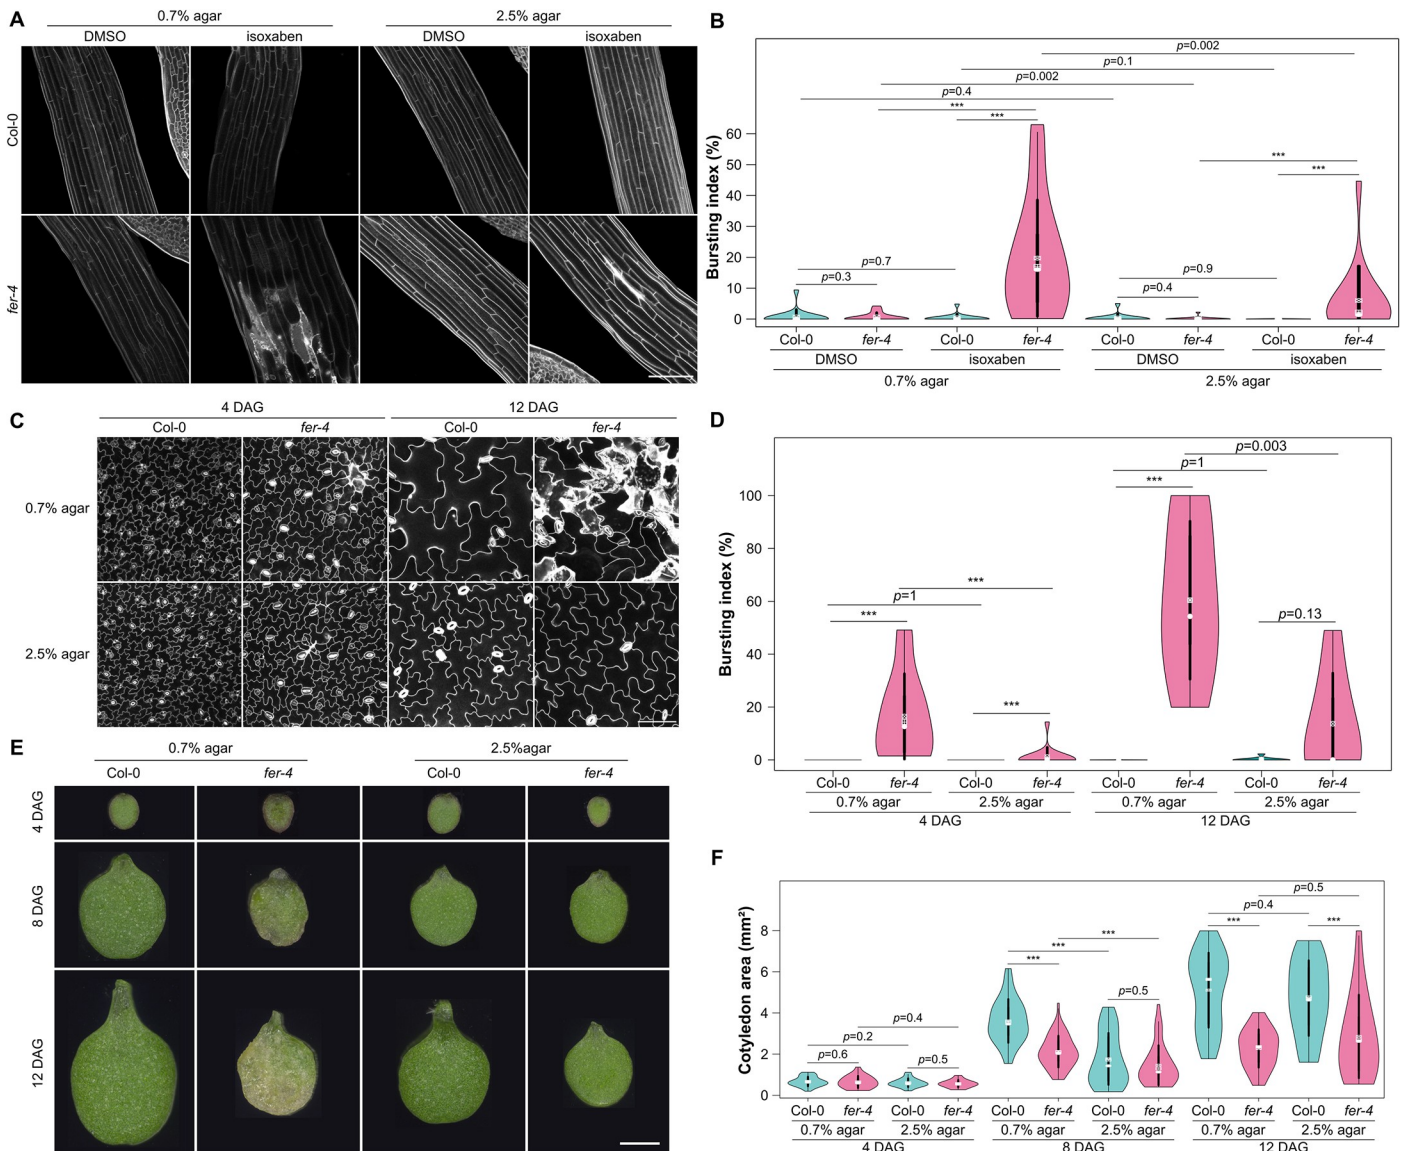 A
0.7% agar
2.5% agar
DMSO
isoxaben
DMSO
isoxaben
Col-0
fer-4
B
p=0.002
p=0.1
p=0.002
p=0.4
***
***
***
***
p=0.7
p=0.3
p=0.9
p=0.4
Bursting index (%)
60
50
40
30
20
10
0
Col-0
fer-4
Col-0
fer-4
Col-0
fer-4
Col-0
fer-4
DMSO
isoxaben
DMSO
isoxaben
0.7% agar
2.5% agar
C
4 DAG
12 DAG
Col-0
fer-4
Col-0
fer-4
0.7% agar
2.5% agar
D
p=0.003
p=1
***
***
p=1
***
p=0.13
***
Bursting index (%)
100
80
60
40
20
0
Col-0
fer-4
Col-0
fer-4
Col-0
fer-4
Col-0
fer-4
0.7% agar
2.5% agar
0.7% agar
2.5% agar
4 DAG
12 DAG
E
0.7% agar
2.5%agar
Col-0
fer-4
Col-0
fer-4
4 DAG
8 DAG
12 DAG
F
p=0.5
p=0.4
***
***
***
***
***
p=0.5
p=0.4
p=0.2
p=0.6
p=0.5
Cotyledon area (mm²)
8
6
4
2
0
Col-0
fer-4
Col-0
fer-4
Col-0
fer-4
Col-0
fer-4
Col-0
fer-4
Col-0
fer-4
0.7% agar
2.5% agar
0.7% agar
2.5% agar
0.7% agar
2.5% agar
4 DAG
8 DAG
12 DAG